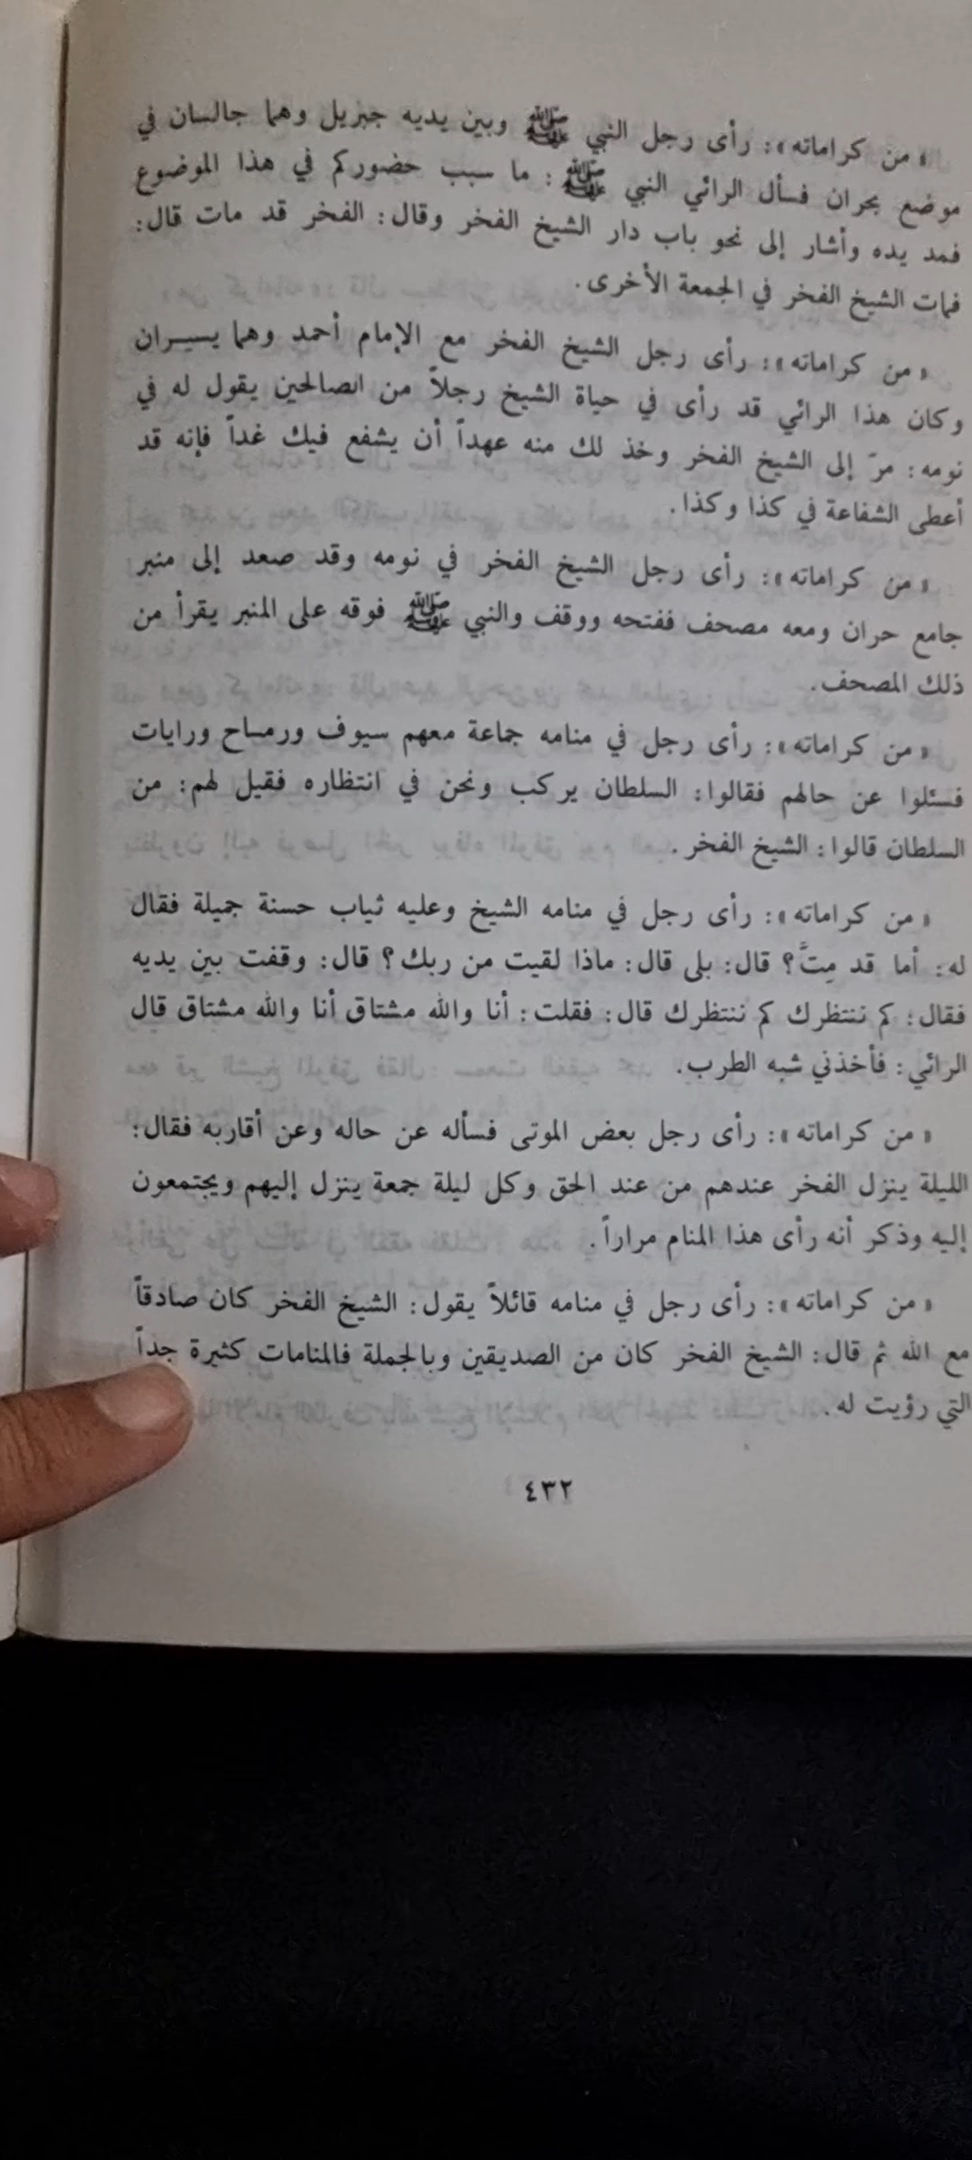 « من كراماته »: رأى رجل النبي ﷺ وبين يديه جبريل وهما جالسان في
موضع بحران فسأل الرائي النبي ﷺ: ما سبب حضوركم في هذا الموضوع
فمد يده وأشار إلى نحو باب دار الشيخ الفخر وقال: الفخر قد مات قال:
فمات الشيخ الفخر في الجمعة الأخرى.
« من كراماته »: رأى رجل الشيخ الفخر مع الإمام أحمد وهما يسيران
وكان هذا الرائي قد رأى في حياة الشيخ رجلاً من الصالحين يقول له في
نومه: مرّ إلى الشيخ الفخر وخذ لك منه عهداً أن يشفع فيك غداً فإنه قد
أعطى الشفاعة في كذا وكذا.
« من كراماته »: رأى رجل الشيخ الفخر في نومه وقد صعد إلى منبر
جامع حران ومعه مصحف ففتحه ووقف والنبي ﷺ فوقه على المنبر يقرأ من
ذلك المصحف.
« من كراماته »: رأى رجل في منامه جماعة معهم سيوف ورماح ورايات
فسئلوا عن حالهم فقالوا: السلطان يركب ونحن في انتظاره فقيل لهم: من
السلطان قالوا: الشيخ الفخر.
« من كراماته »: رأى رجل في منامه الشيخ وعليه ثياب حسنة جميلة فقال
له: أما قد مِتَّ؟ قال: بلى قال: ماذا لقيت من ربك؟ قال: وقفت بين يديه
فقال: كم ننتظرك كم ننتظرك قال: فقلت: أنا والله مشتاق أنا والله مشتاق قال
الرائي: فأخذني شبه الطرب.
« من كراماته »: رأى رجل بعض الموتى فسأله عن حاله وعن أقاربه فقال:
الليلة ينزل الفخر عندهم من عند الحق وكل ليلة جمعة ينزل إليهم ويجتمعون
إليه وذكر أنه رأى هذا المنام مراراً.
« من كراماته »: رأى رجل في منامه قائلاً يقول: الشيخ الفخر كان صادقاً
مع الله ثم قال: الشيخ الفخر كان من الصديقين وبالجملة فالمنامات كثيرة جداً
التي رؤيت له.
٤٣٢